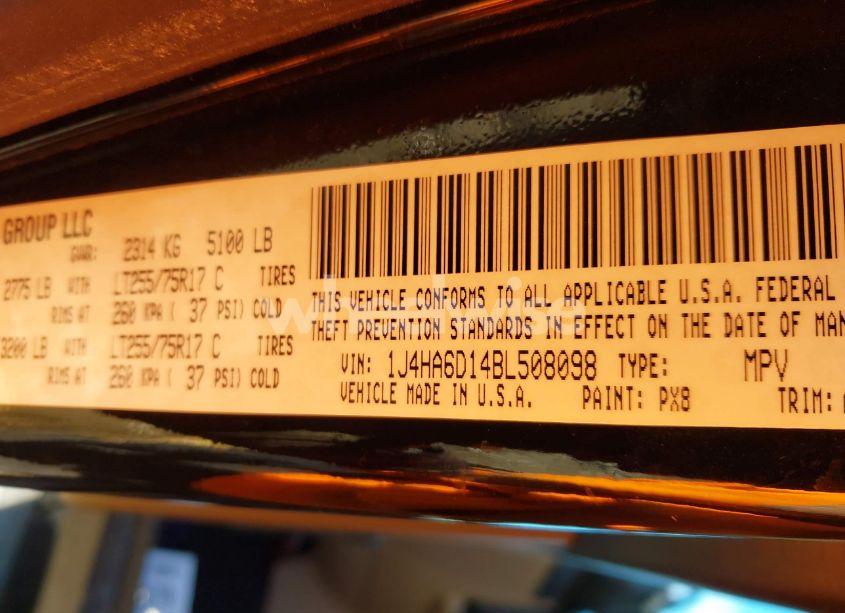 GROUP LLC
GVWR: 2314 KG 5100 LB
2775 LB WITH LT255/75R17 C TIRES
RIMS AT 260 KPA ( 37 PSI) COLD
3200 LB WITH LT255/75R17 C TIRES
RIMS AT 260 KPA ( 37 PSI) COLD
THIS VEHICLE CONFORMS TO ALL APPLICABLE U.S.A. FEDERAL
THEFT PREVENTION STANDARDS IN EFFECT ON THE DATE OF MAN
VIN: 1J4HA6D14BL508098 TYPE: MPV
VEHICLE MADE IN U.S.A. PAINT: PX8 TRIM: